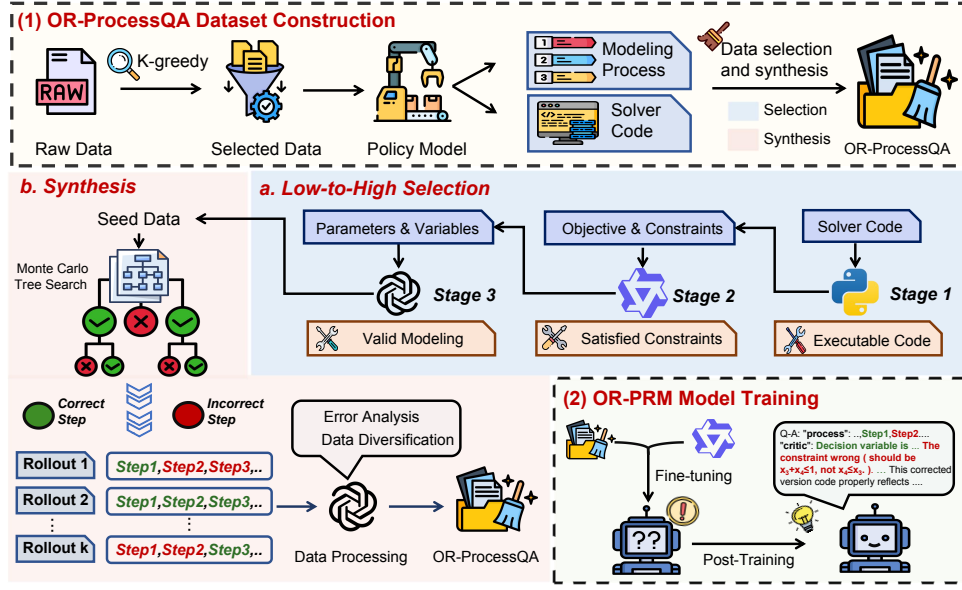 (1) OR-ProcessQA Dataset Construction
RAW
K-greedy
Raw Data
Selected Data
Policy Model
1
2
3
Modeling
Process
Solver
Code
Data selection
and synthesis
Selection
Synthesis
OR-ProcessQA
b. Synthesis
Seed Data
Monte Carlo
Tree Search
a. Low-to-High Selection
Parameters & Variables
Objective & Constraints
Solver Code
Stage 3
Stage 2
Stage 1
Valid Modeling
Satisfied Constraints
Executable Code
Correct
Step
Incorrect
Step
Error Analysis
Data Diversification
Rollout 1
Step1,Step2,Step3,..
Rollout 2
Step1,Step2,Step3,..
Rollout k
Step1,Step2,Step3,..
Data Processing
OR-ProcessQA
(2) OR-PRM Model Training
Fine-tuning
??
Post-Training
Q-A: "process": ..,Step1,Step2....
"critic": Decision variable is ... The
constraint wrong ( should be
x₃+x₄≤1, not x₄≤x₃. ). ... This corrected
version code properly reflects ....